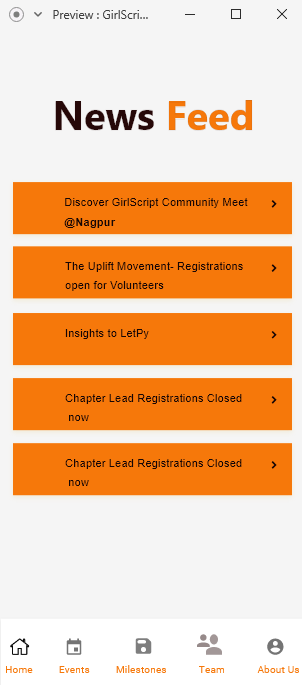 Preview : GirlScri...
News Feed
Discover GirlScript Community Meet
@Nagpur
The Uplift Movement- Registrations
open for Volunteers
Insights to LetPy
Chapter Lead Registrations Closed
now
Chapter Lead Registrations Closed
now
Home Events Milestones Team About Us